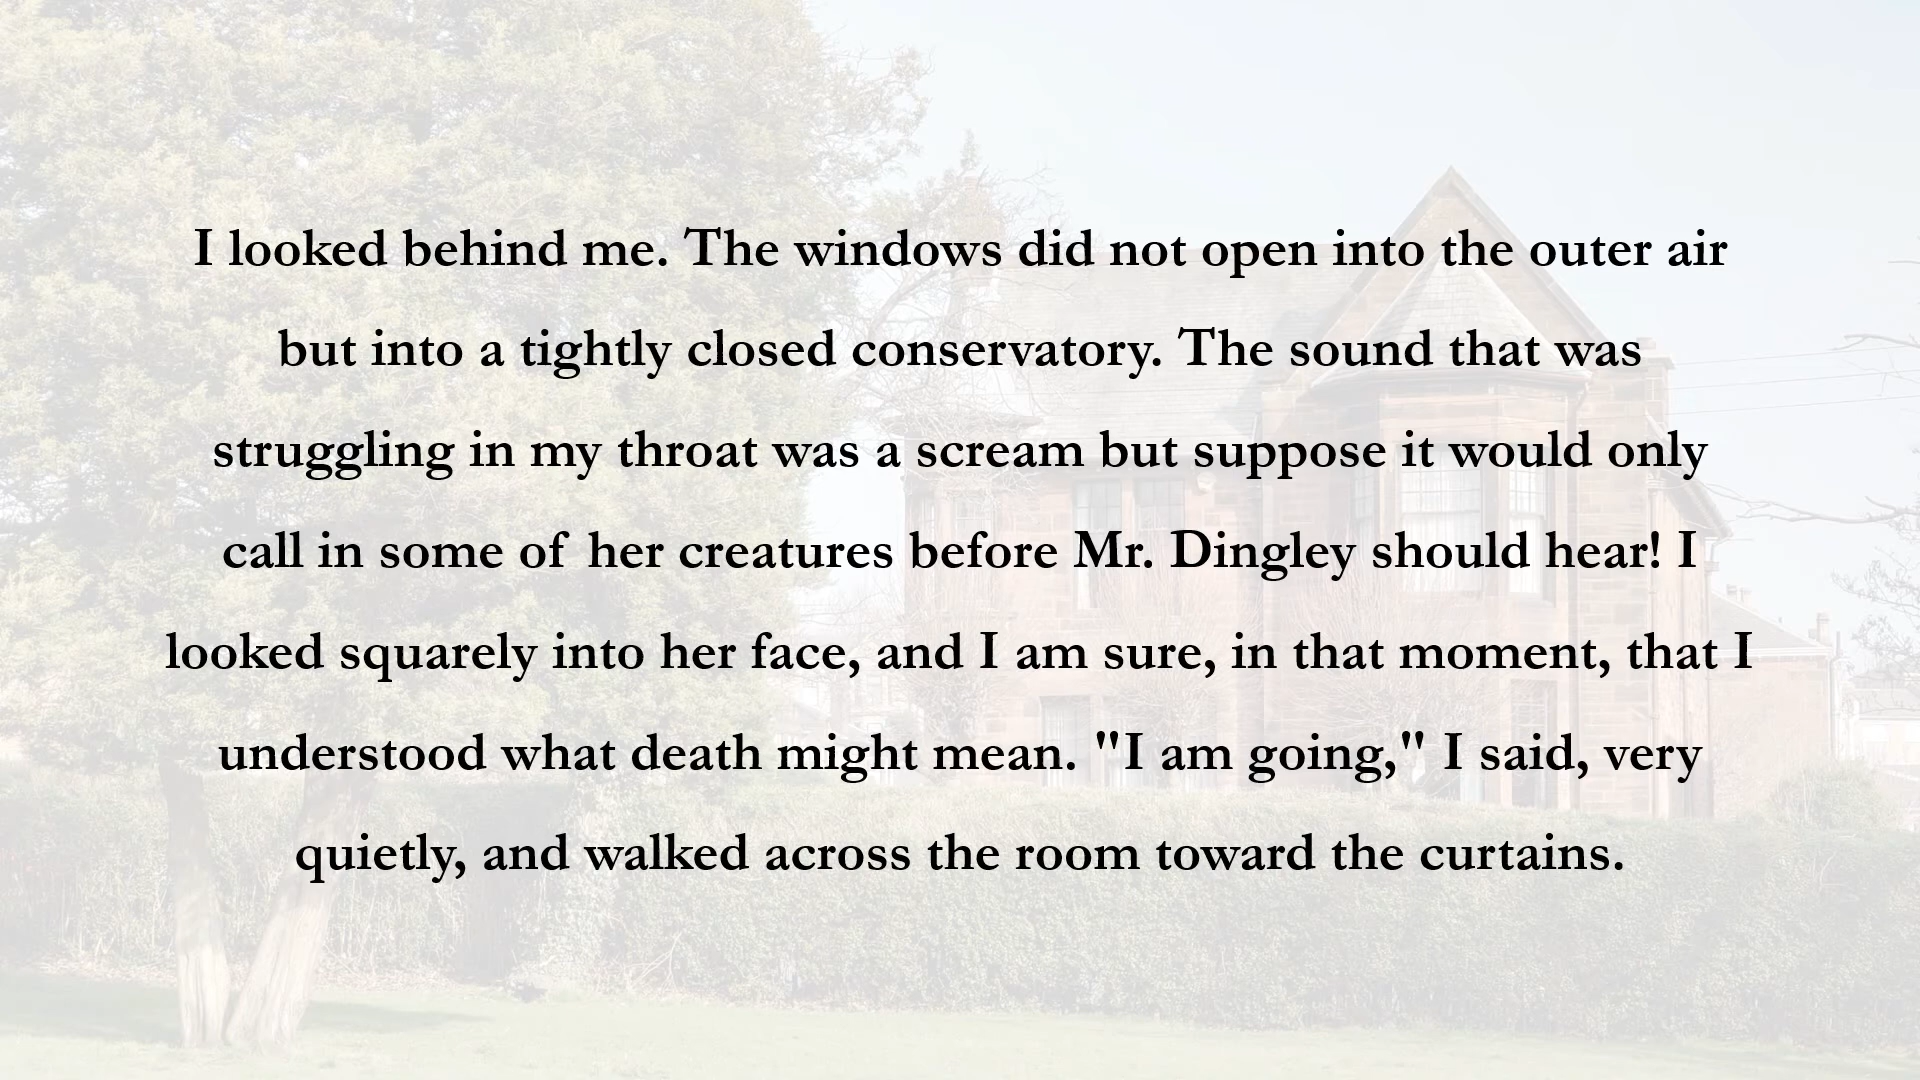 I looked behind me. The windows did not open into the outer air
but into a tightly closed conservatory. The sound that was
struggling in my throat was a scream but suppose it would only
call in some of her creatures before Mr. Dingley should hear! I
looked squarely into her face, and I am sure, in that moment, that I
understood what death might mean. "I am going," I said, very
quietly, and walked across the room toward the curtains.